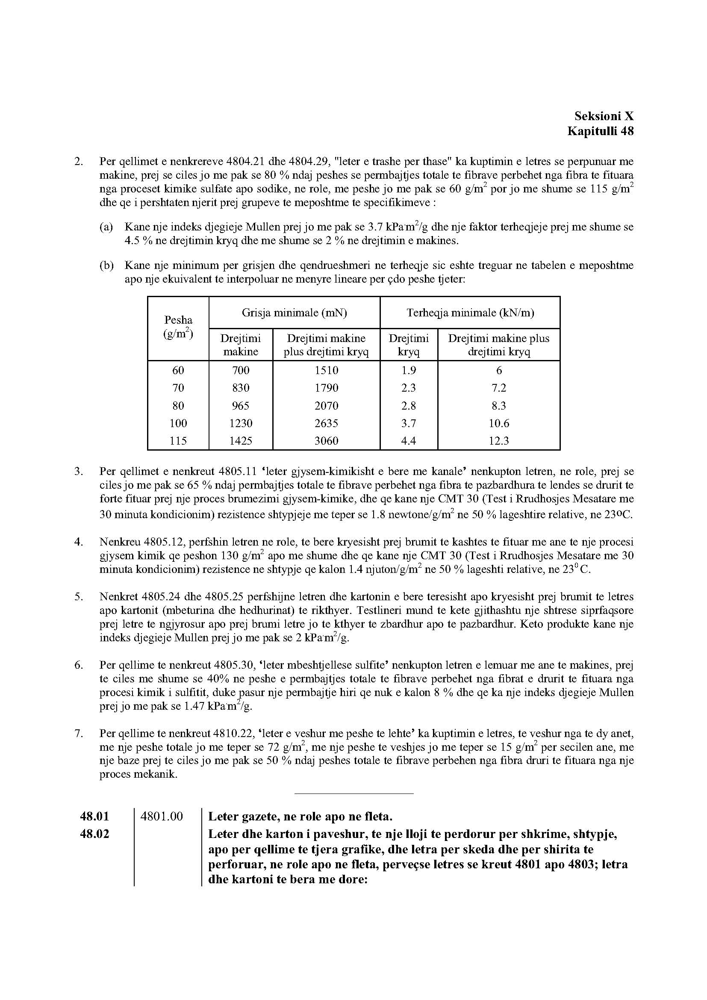 Seksioni X
Kapitulli 48
2. Per qellimet e nenkrereve 4804.21 dhe 4804.29, "leter e trashe per thase" ka kuptimin e letres se perpunuar me
makine, prej se ciles jo me pak se 80 % ndaj peshes se permbajtjes totale te fibrave perbehet nga fibra te fituara
nga proceset kimike sulfate apo sodike, ne role, me peshe jo me pak se 60 g/m² por jo me shume se 115 g/m²
dhe qe i pershtaten njerit prej grupeve te meposhtme te specifikimeve :
(a) Kane nje indeks djegieje Mullen prej jo me pak se 3.7 kPa·m²/g dhe nje faktor terheqjeje prej me shume se
4.5 % ne drejtimin kryq dhe me shume se 2 % ne drejtimin e makines.
(b) Kane nje minimum per grisjen dhe qendrueshmeri ne terheqje sic eshte treguar ne tabelen e meposhtme
apo nje ekuivalent te interpoluar ne menyre lineare per çdo peshe tjeter:
Pesha (g/m²) Grisja minimale (mN) Terheqja minimale (kN/m)
Drejtimi makine Drejtimi makine plus drejtimi kryq Drejtimi kryq Drejtimi makine plus drejtimi kryq
60 700 1510 1.9 6
70 830 1790 2.3 7.2
80 965 2070 2.8 8.3
100 1230 2635 3.7 10.6
115 1425 3060 4.4 12.3
3. Per qellimet e nenkreut 4805.11 ‘leter gjysem-kimikisht e bere me kanale’ nenkupton letren, ne role, prej se
ciles jo me pak se 65 % ndaj permbajtjes totale te fibrave perbehet nga fibra te pazbardhura te lendes se drurit te
forte fituar prej nje proces brumezimi gjysem-kimike, dhe qe kane nje CMT 30 (Test i Rrudhosjes Mesatare me
30 minuta kondicionim) rezistence shtypjeje me teper se 1.8 newtone/g/m² ne 50 % lageshtire relative, ne 23ºC.
4. Nenkreu 4805.12, perfshin letren ne role, te bere kryesisht prej brumit te kashtes te fituar me ane te nje procesi
gjysem kimik qe peshon 130 g/m² apo me shume dhe qe kane nje CMT 30 (Test i Rrudhosjes Mesatare me 30
minuta kondicionim) rezistence ne shtypje qe kalon 1.4 njuton/g/m² ne 50 % lageshti relative, ne 23⁰ C.
5. Nenkret 4805.24 dhe 4805.25 perfshijne letren dhe kartonin e bere teresisht apo kryesisht prej brumit te letres
apo kartonit (mbeturina dhe hedhurinat) te rikthyer. Testlineri mund te kete gjithashtu nje shtrese siprfaqsore
prej letre te ngjyrosur apo prej brumi letre jo te kthyer te zbardhur apo te pazbardhur. Keto produkte kane nje
indeks djegieje Mullen prej jo me pak se 2 kPa·m²/g.
6. Per qellime te nenkreut 4805.30, ‘leter mbeshtjellese sulfite’ nenkupton letren e lemuar me ane te makines, prej
te ciles me shume se 40% ne peshe e permbajtjes totale te fibrave perbehet nga fibrat e drurit te fituara nga
procesi kimik i sulfitit, duke pasur nje permbajtje hiri qe nuk e kalon 8 % dhe qe ka nje indeks djegieje Mullen
prej jo me pak se 1.47 kPa·m²/g.
7. Per qellime te nenkreut 4810.22, ‘leter e veshur me peshe te lehte’ ka kuptimin e letres, te veshur nga te dy anet,
me nje peshe totale jo me teper se 72 g/m², me nje peshe te veshjes jo me teper se 15 g/m² per secilen ane, me
nje baze prej te ciles jo me pak se 50 % ndaj peshes totale te fibrave perbehen nga fibra druri te fituara nga nje
proces mekanik.
48.01 4801.00 Leter gazete, ne role apo ne fleta.
48.02 Leter dhe karton i paveshur, te nje lloji te perdorur per shkrime, shtypje,
apo per qellime te tjera grafike, dhe letra per skeda dhe per shirita te
perforuar, ne role apo ne fleta, perveçse letres se kreut 4801 apo 4803; letra
dhe kartoni te bera me dore: